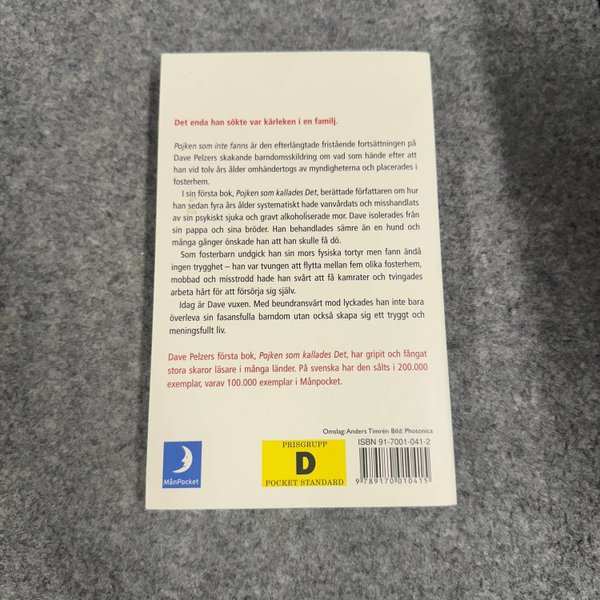 Det enda han sökte var kärleken i en familj.
Pojken som inte fanns är den efterlängtade fristående fortsättningen på
Dave Pelzers skakande barndomsskildring om vad som hände efter att
han vid tolv års ålder omhändertogs av myndigheterna och placerades i
fosterhem.
I sin första bok, Pojken som kallades Det, berättade författaren om hur
han sedan fyra års ålder systematiskt hade vanvårdats och misshandlats
av sin psykiskt sjuka och gravt alkoholiserade mor. Dave isolerades från
sin pappa och sina bröder. Han behandlades sämre än en hund och
många gånger önskade han att han skulle få dö.
Som fosterbarn undgick han sin mors fysiska tortyr men fann ändå
ingen trygghet – han var tvungen att flytta mellan fem olika fosterhem,
mobbad och misstrodd hade han svårt att få kamrater och tvingades
arbeta hårt för att försörja sig själv.
Idag är Dave vuxen. Med beundransvärt mod lyckades han inte bara
överleva sin fasansfulla barndom utan också skapa sig ett tryggt och
meningsfullt liv.
Dave Pelzers första bok, Pojken som kallades Det, har gripit och fångat
stora skaror läsare i många länder. På svenska har den sålts i 200.000
exemplar, varav 100.000 exemplar i Månpocket.
Omslag: Anders Timrén Bild: Photonica
ISBN 91-7001-041-2
PRISGRUPP
D
POCKET STANDARD
MånPocket
9 789170 010415